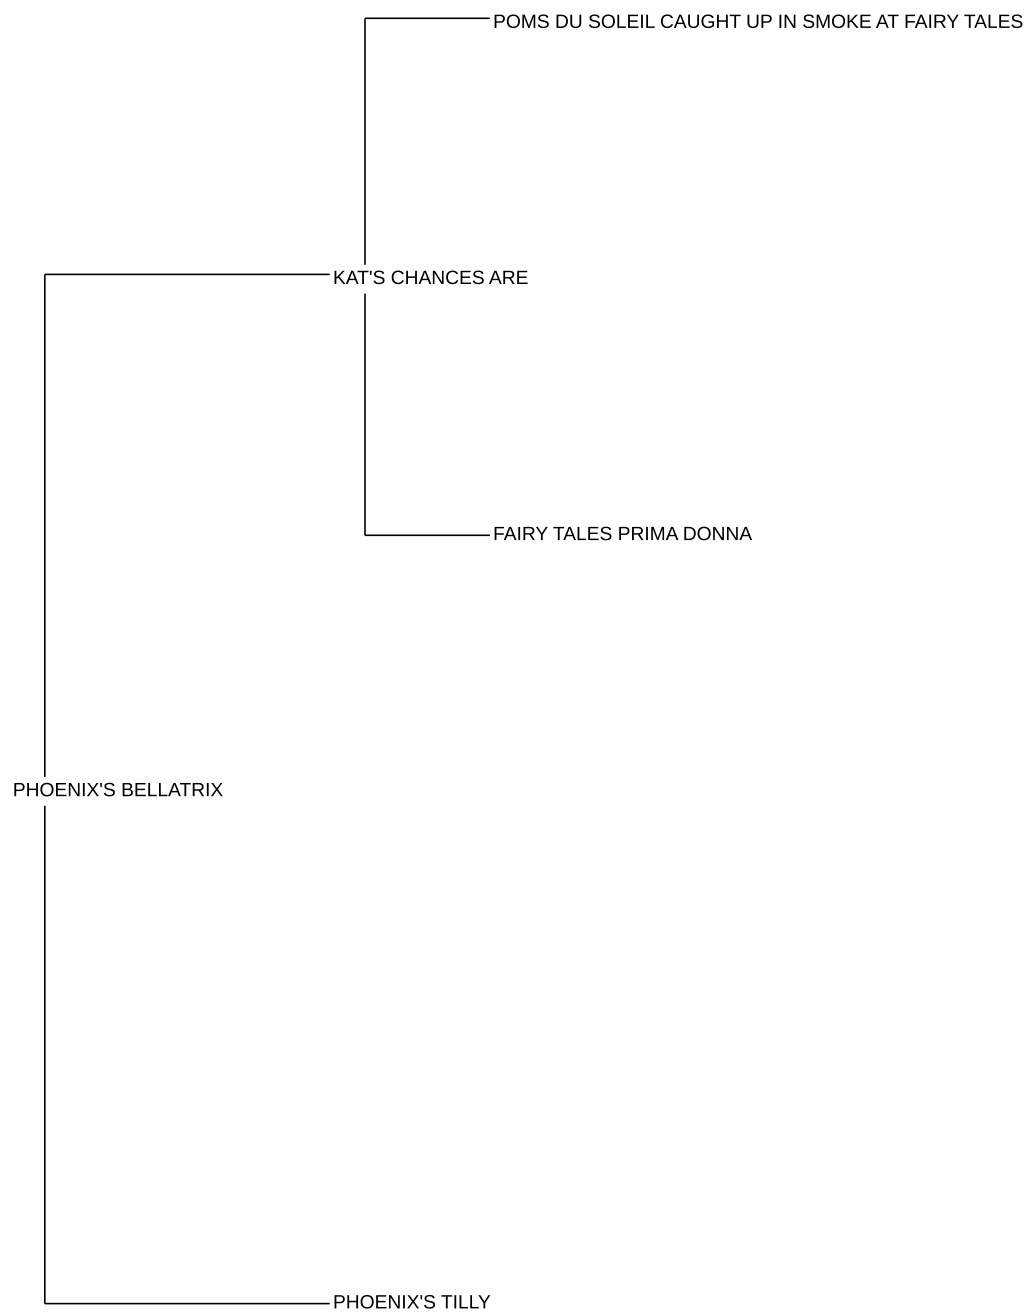 POMS DU SOLEIL CAUGHT UP IN SMOKE AT FAIRY TALES
KAT'S CHANCES ARE
FAIRY TALES PRIMA DONNA
PHOENIX'S BELLATRIX
PHOENIX'S TILLY